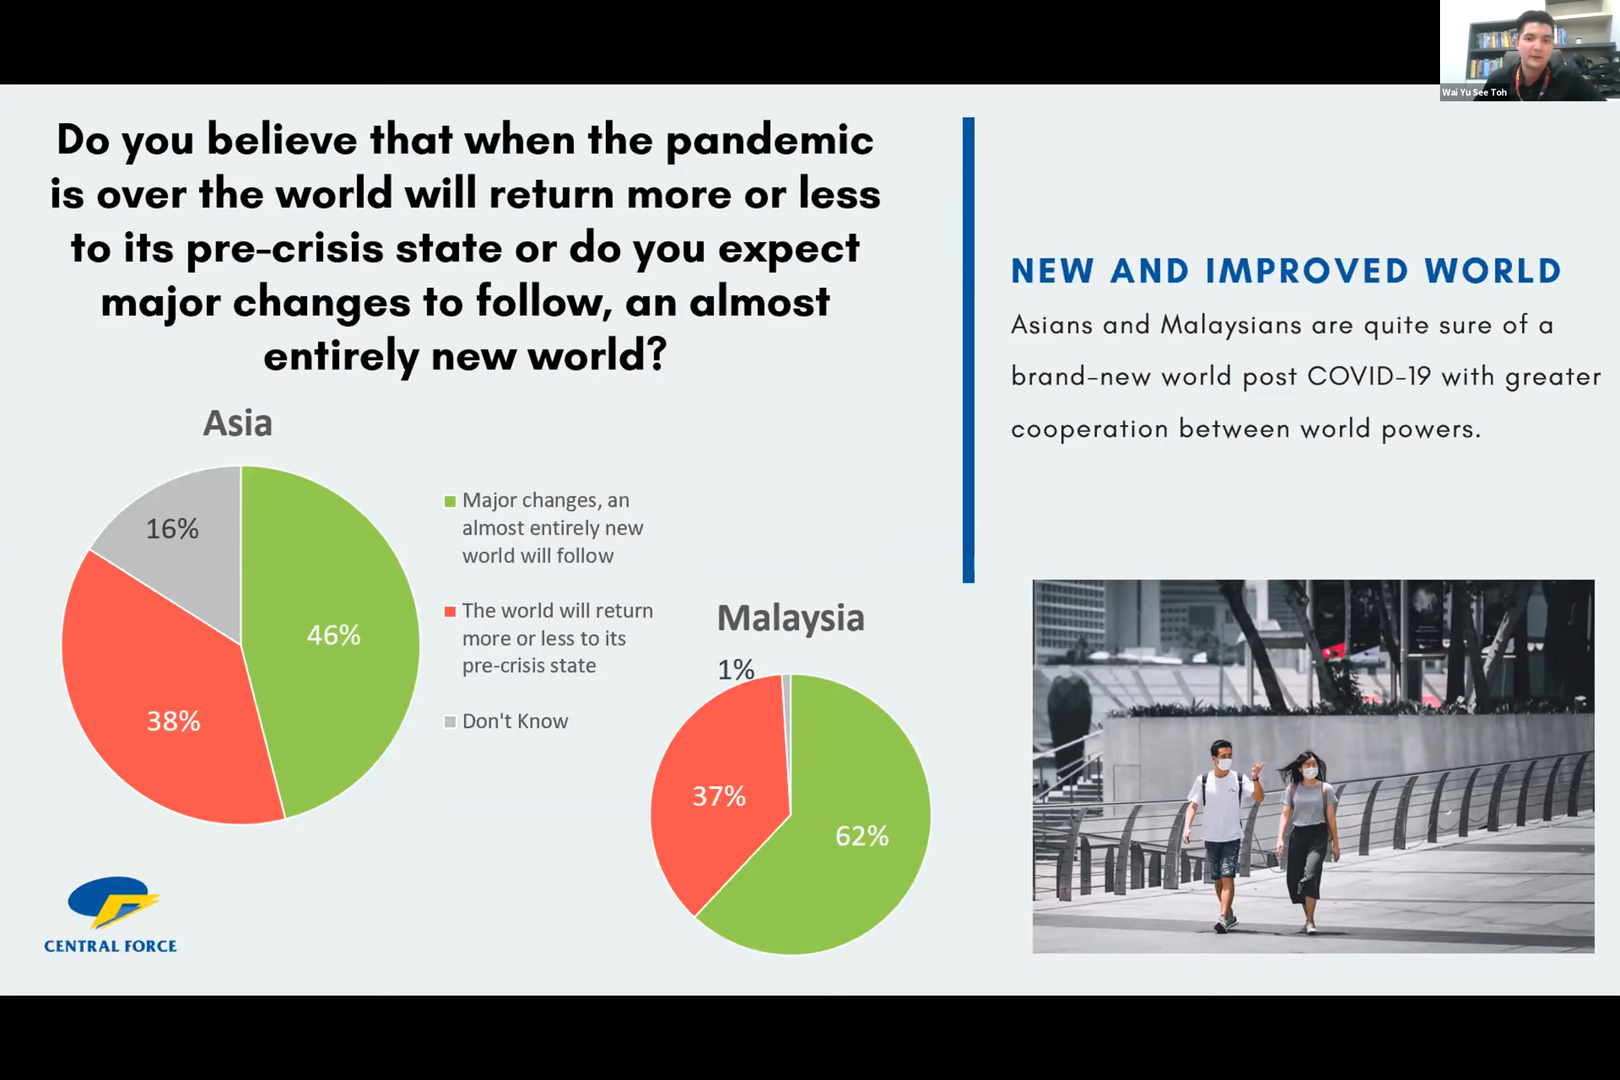 Wai Yu See Toh
Do you believe that when the pandemic
is over the world will return more or less
to its pre-crisis state or do you expect
major changes to follow, an almost
entirely new world?
NEW AND IMPROVED WORLD
Asians and Malaysians are quite sure of a
brand-new world post COVID-19 with greater
cooperation between world powers.
Asia
16%
46%
38%
Major changes, an
almost entirely new
world will follow
The world will return
more or less to its
pre-crisis state
Don't Know
Malaysia
1%
37%
62%
CENTRAL FORCE